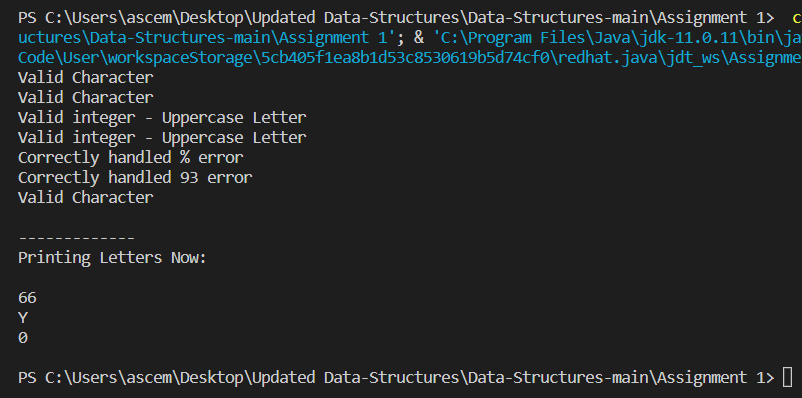 PS C:\Users\ascem\Desktop\Updated Data-Structures\Data-Structures-main\Assignment 1>  c
uctures\Data-Structures-main\Assignment 1'; & 'C:\Program Files\Java\jdk-11.0.11\bin\ja
Code\User\workspaceStorage\5cb405f1ea8b1d53c8530619b5d74cf0\redhat.java\jdt_ws\Assignme
Valid Character
Valid Character
Valid integer - Uppercase Letter
Valid integer - Uppercase Letter
Correctly handled % error
Correctly handled 93 error
Valid Character
-------------
Printing Letters Now:
66
Y
0
PS C:\Users\ascem\Desktop\Updated Data-Structures\Data-Structures-main\Assignment 1>